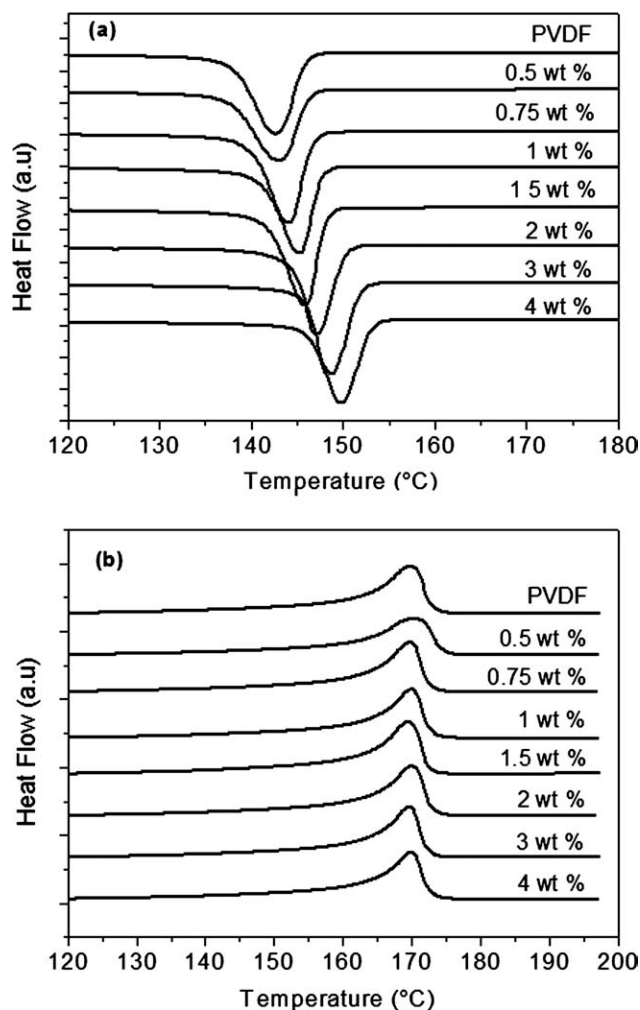 (a)
PVDF
0.5 wt %
0.75 wt %
1 wt %
1 5 wt %
2 wt %
3 wt %
4 wt %
Heat Flow (a.u)
120 130 140 150 160 170 180
Temperature (°C)
(b)
PVDF
0.5 wt %
0.75 wt %
1 wt %
1.5 wt %
2 wt %
3 wt %
4 wt %
Heat Flow (a.u)
120 130 140 150 160 170 180 190 200
Temperature (°C)